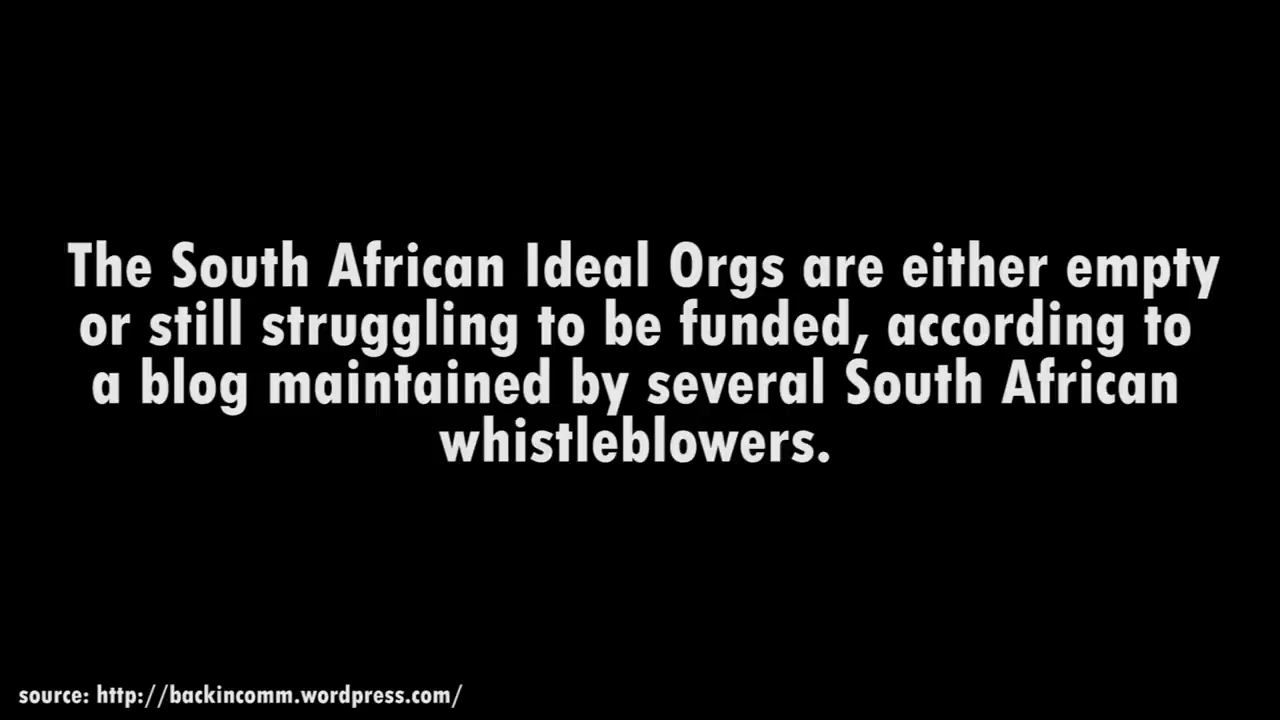 The South African Ideal Orgs are either empty
or still struggling to be funded, according to
a blog maintained by several South African
whistleblowers.
source: http://backincomm.wordpress.com/